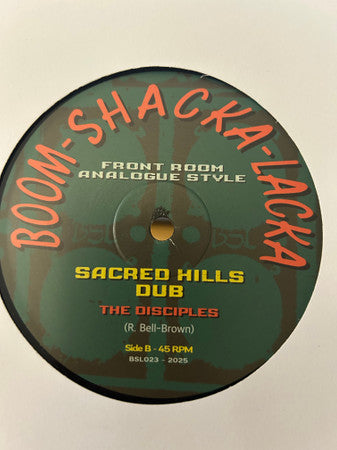 BOOM-SHACKA-LACKA
FRONT ROOM
ANALOGUE STYLE
SACRED HILLS
DUB
THE DISCIPLES
(R. Bell-Brown)
Side B - 45 RPM
BSL023 - 2025